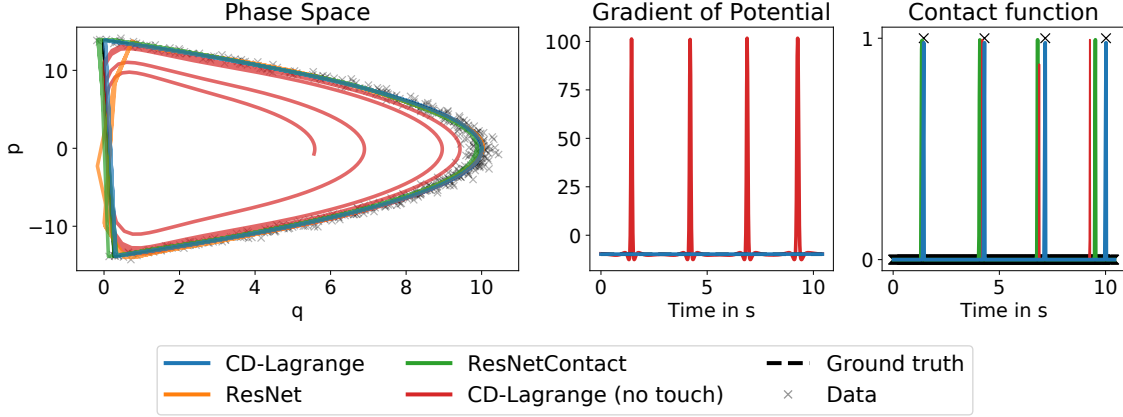 Phase Space
Gradient of Potential
Contact function
10
0
−10
p
0
2
4
6
8
10
q
100
75
50
25
0
0
5
10
Time in s
1
0
0
5
10
Time in s
CD-Lagrange
ResNet
ResNetContact
CD-Lagrange (no touch)
Ground truth
Data